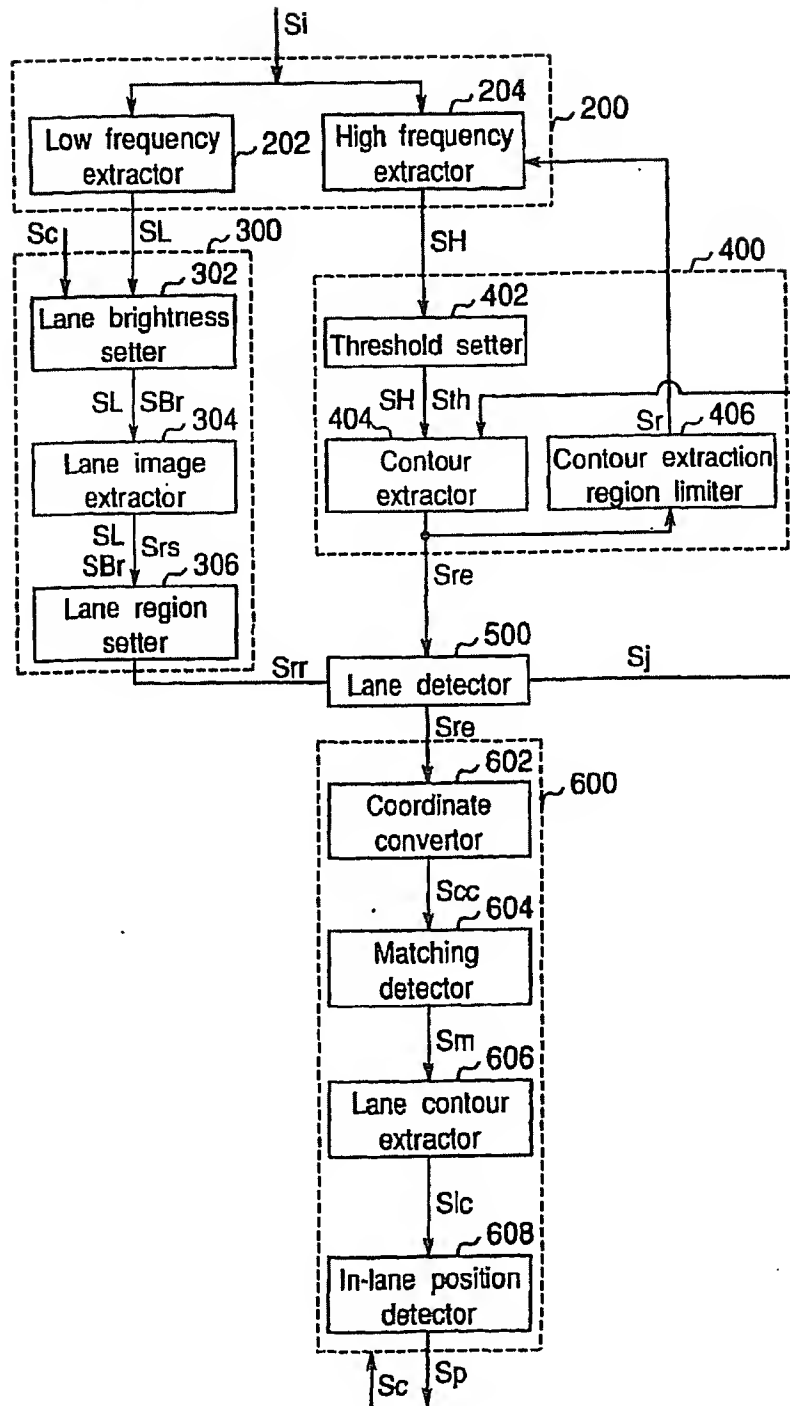 Si
204
200
Low frequency
extractor
202
High frequency
extractor
Sc
SL
300
SH
400
302
Lane brightness
setter
402
Threshold setter
SL SBr
304
SH Sth
404
Sr
406
Lane image
extractor
Contour
extractor
Contour extraction
region limiter
SL
SBr
Srs
306
Sre
Lane region
setter
500
Srr
Lane detector
Sj
Sre
602
600
Coordinate
convertor
Scc
604
Matching
detector
Sm
606
Lane contour
extractor
Slc
608
In-lane position
detector
Sc
Sp